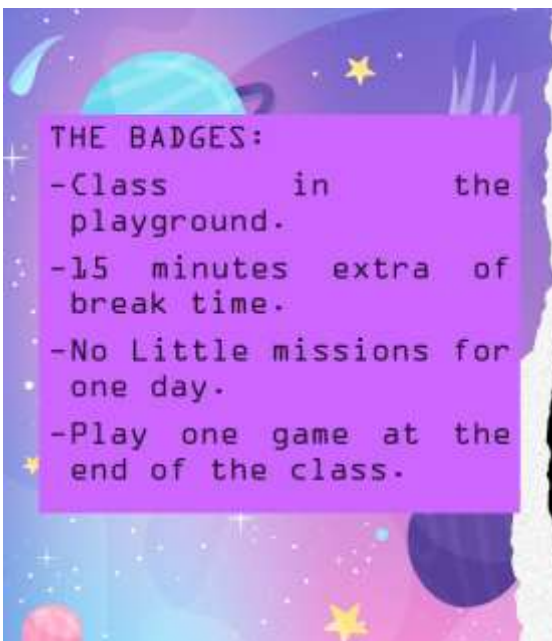 THE BADGES:
-Class in the
playground.
-15 minutes extra of
break time.
-No Little missions for
one day.
-Play one game at the
end of the class.